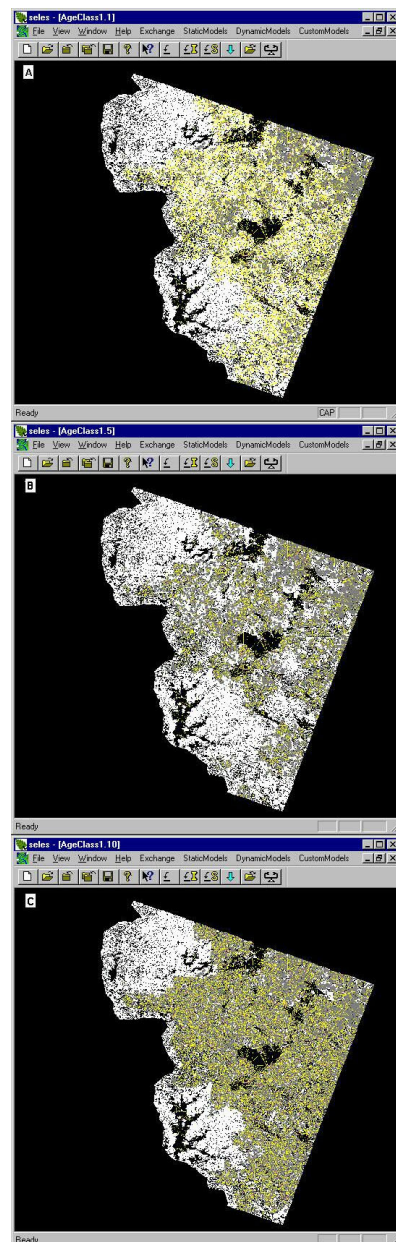 seles - [AgeClass1.1]
File View Window Help Exchange StaticModels DynamicModels CustomModels
A
Ready CAP
seles - [AgeClass1.5]
File View Window Help Exchange StaticModels DynamicModels CustomModels
B
Ready
seles - [AgeClass1.10]
File View Window Help Exchange StaticModels DynamicModels CustomModels
C
Ready